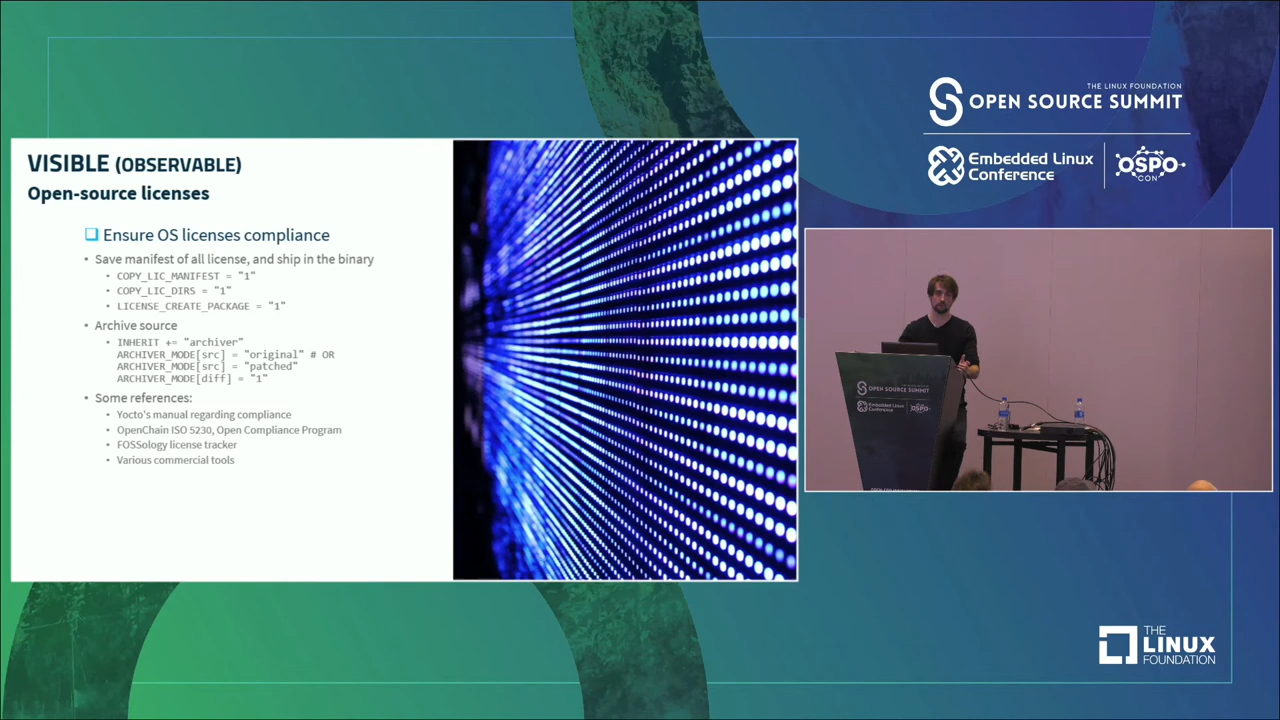 THE LINUX FOUNDATION
OPEN SOURCE SUMMIT
Embedded Linux
Conference
OSPO
CON
VISIBLE (OBSERVABLE)
Open-source licenses
Ensure OS licenses compliance
• Save manifest of all license, and ship in the binary
• COPY_LIC_MANIFEST = "1"
• COPY_LIC_DIRS = "1"
• LICENSE_CREATE_PACKAGE = "1"
• Archive source
• INHERIT += "archiver"
ARCHIVER_MODE[src] = "original" # OR
ARCHIVER_MODE[src] = "patched"
ARCHIVER_MODE[diff] = "1"
• Some references:
• Yocto's manual regarding compliance
• OpenChain ISO 5230, Open Compliance Program
• FOSSology license tracker
• Various commercial tools
OPEN SOURCE SUMMIT
Embedded Linux
Conference
OSPO
THE
LINUX
FOUNDATION